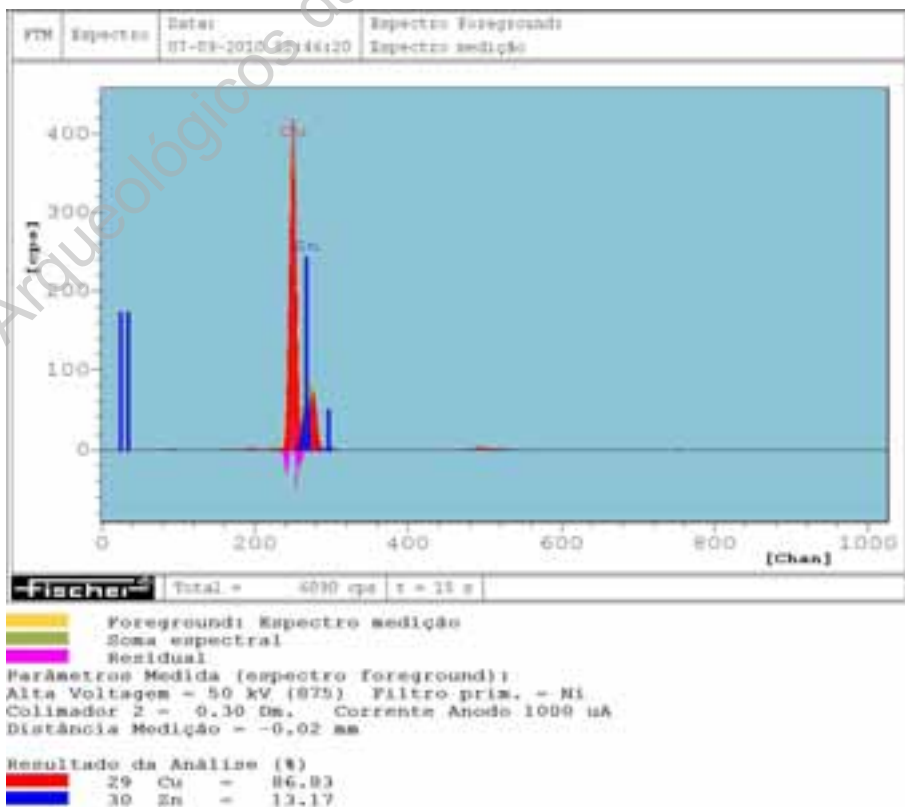 FTM Espectro Data: Espectro Foreground:
07-09-2010 46:20 Espectro medição
Arqueológicos
[cps]
400
300
200
100
0
Cu
Zn
0 200 400 600 800 1000
[Chan]
Fischer Total = cps t = 15 s
Foreground: Espectro medição
Soma espectral
Residual
Parâmetros Medida (espectro foreground):
Alta Voltagem = 50 kV (875) Filtro prim. = Ni
Colimador 2 = 0.30 Dm. Corrente Anodo 1000 uA
Distância Medição = -0.02 mm
Resultado da Análise (%)
29 Cu = 86.83
30 Zn = 13.17